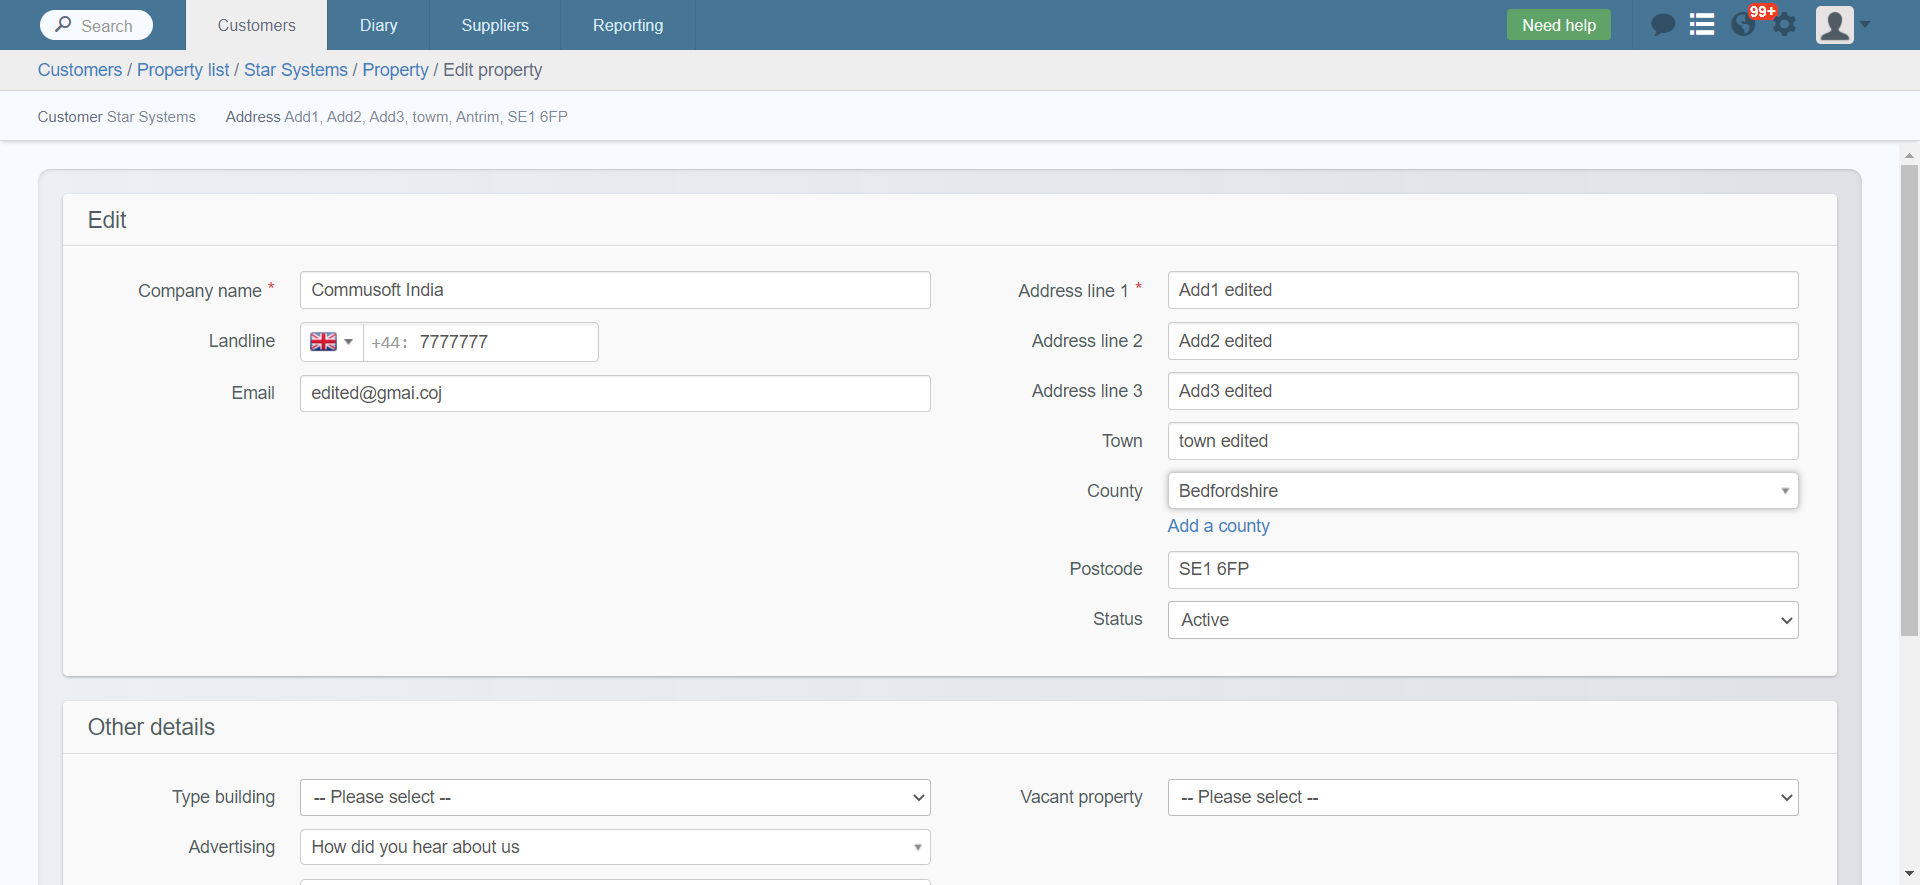 Search
Customers
Diary
Suppliers
Reporting
Need help
99+
Customers / Property list / Star Systems / Property / Edit property
Customer Star Systems Address Add1, Add2, Add3, towm, Antrim, SE1 6FP
Edit
Company name * Commusoft India
Landline +44: 7777777
Email edited@gmai.coj
Address line 1 * Add1 edited
Address line 2 Add2 edited
Address line 3 Add3 edited
Town town edited
County Bedfordshire
Add a county
Postcode SE1 6FP
Status Active
Other details
Type building -- Please select --
Advertising How did you hear about us
Vacant property -- Please select --